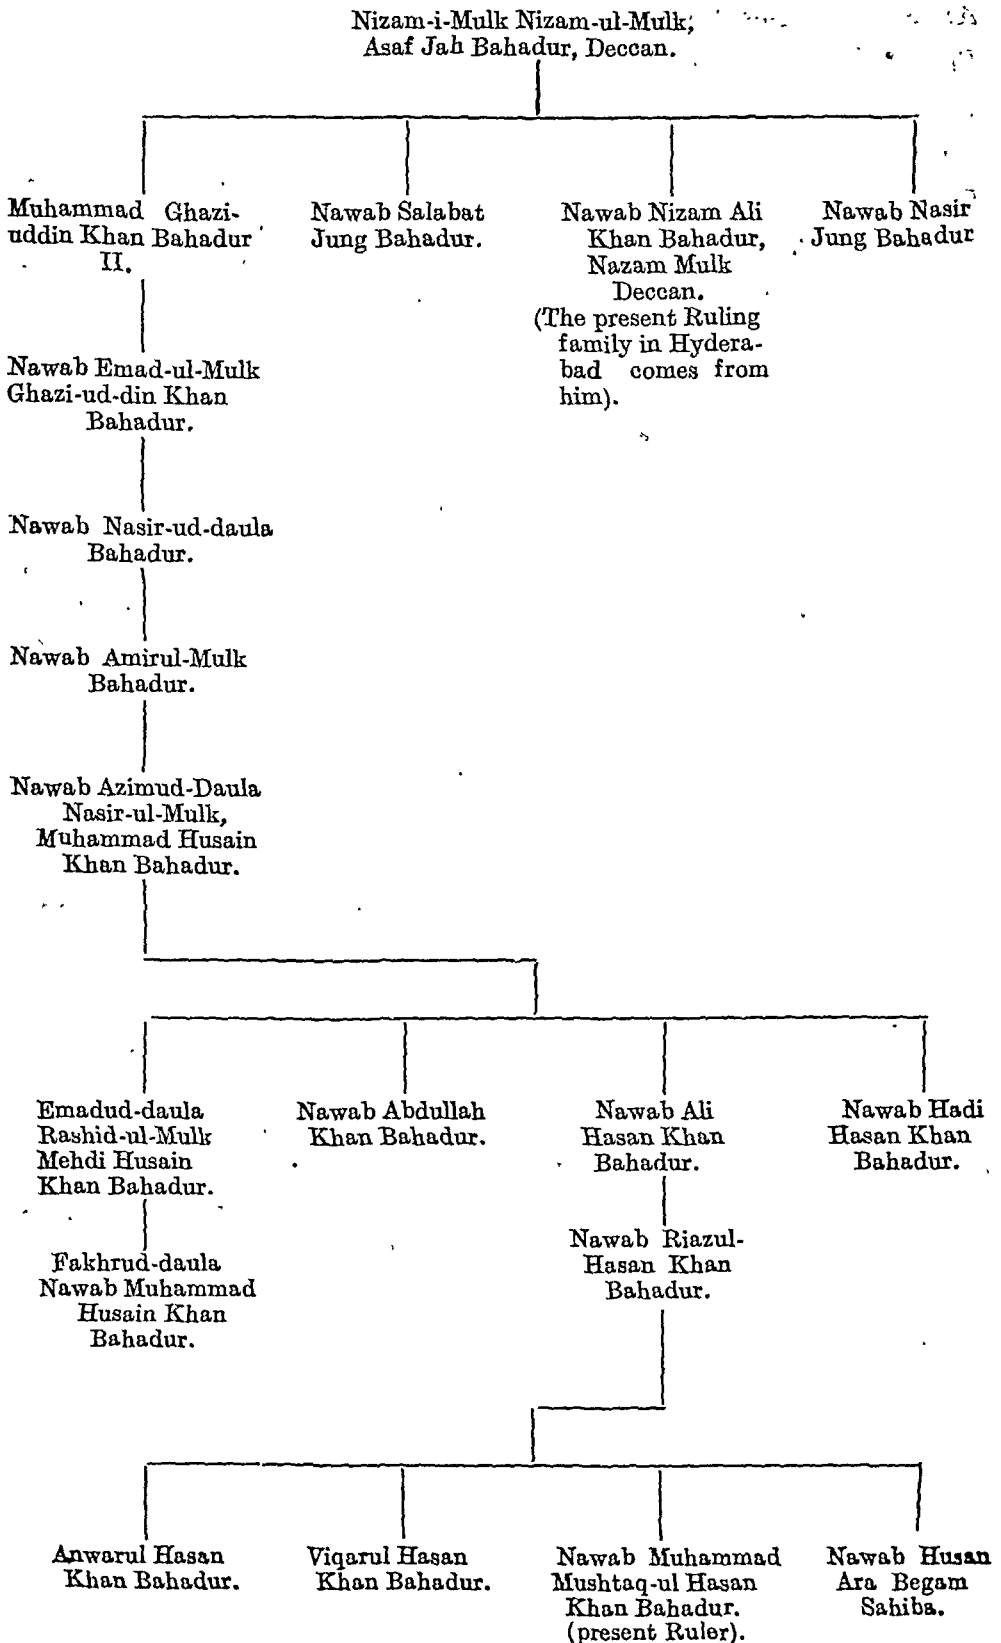 Nizam-i-Mulk Nizam-ul-Mulk,
Asaf Jah Bahadur, Deccan.
Muhammad Ghazi-
uddin Khan Bahadur
II.
Nawab Salabat
Jung Bahadur.
Nawab Nizam Ali
Khan Bahadur,
Nazam Mulk
Deccan.
(The present Ruling
family in Hydera-
bad comes from
him).
Nawab Nasir
Jung Bahadur
Nawab Emad-ul-Mulk
Ghazi-ud-din Khan
Bahadur.
Nawab Nasir-ud-daula
Bahadur.
Nawab Amirul-Mulk
Bahadur.
Nawab Azimud-Daula
Nasir-ul-Mulk,
Muhammad Husain
Khan Bahadur.
Emadud-daula
Rashid-ul-Mulk
Mehdi Husain
Khan Bahadur.
Nawab Abdullah
Khan Bahadur.
Nawab Ali
Hasan Khan
Bahadur.
Nawab Hadi
Hasan Khan
Bahadur.
Fakhrud-daula
Nawab Muhammad
Husain Khan
Bahadur.
Nawab Riazul-
Hasan Khan
Bahadur.
Anwarul Hasan
Khan Bahadur.
Viqarul Hasan
Khan Bahadur.
Nawab Muhammad
Mushtaq-ul Hasan
Khan Bahadur.
(present Ruler).
Nawab Husan
Ara Begam
Sahiba.